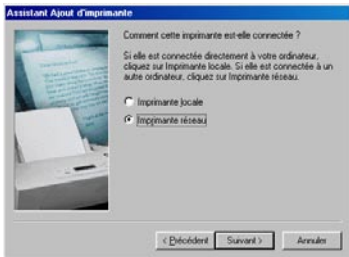 Assistant Ajout d'imprimante
Comment cette imprimante est-elle connectée ?
Si elle est connectée directement à votre ordinateur,
cliquez sur Imprimante locale. Si elle est connectée à un
autre ordinateur, cliquez sur Imprimante réseau.
Imprimante locale
Imprimante réseau
< Précédent
Suivant >
Annuler